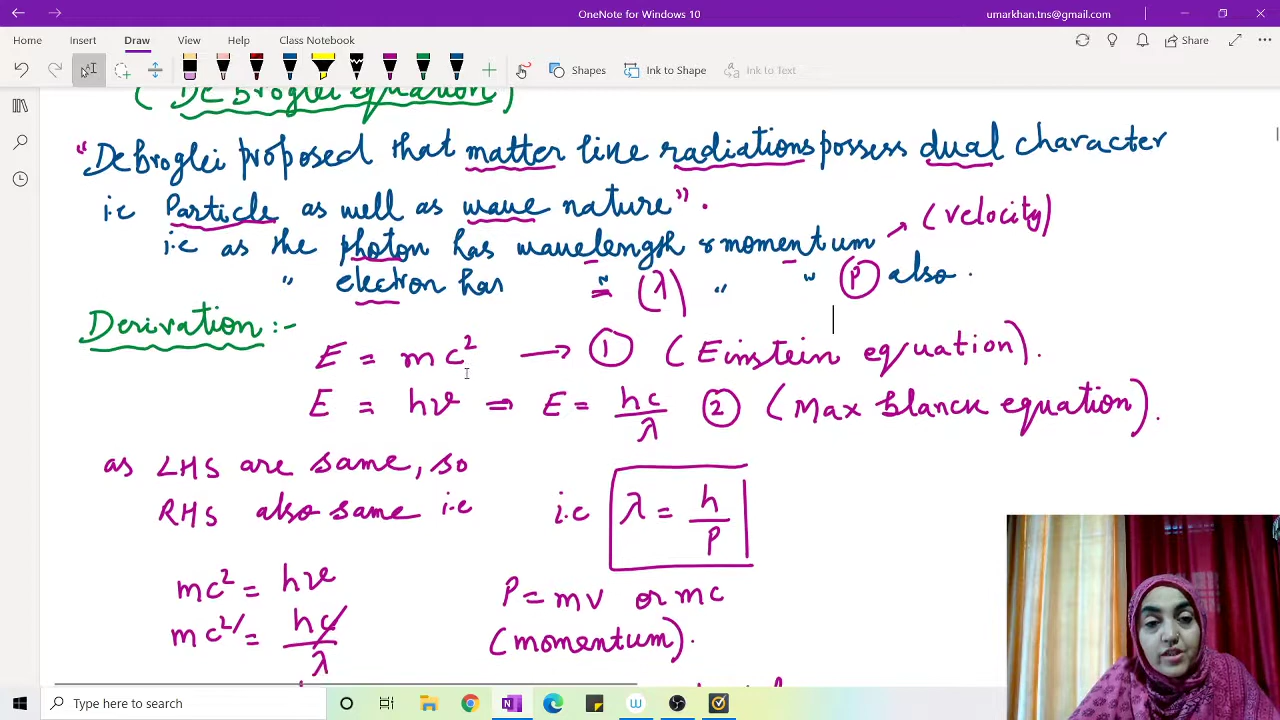 OneNote for Windows 10
umarkhan.tns@gmail.com
Home Insert Draw View Help Class Notebook
Share
Shapes Ink to Shape Ink to Text
(De Broglei equation)
"DeBroglei proposed that matter line radiations possess dual character
i.e Particle as well as wave nature".
i.e as the photon has wavelength & momentum → (velocity)
" electron has " (λ) " " (P) also .
Derivation :-
E = mc² → ① (Einstein equation).
E = hν ⇒ E = hc/λ ② (Max blanck equation).
as LHS are same, so
RHS also same i.e
i.e λ = h/P
mc² = hν
mc² = hc/λ
P = mv or mc
(momentum).
Type here to search